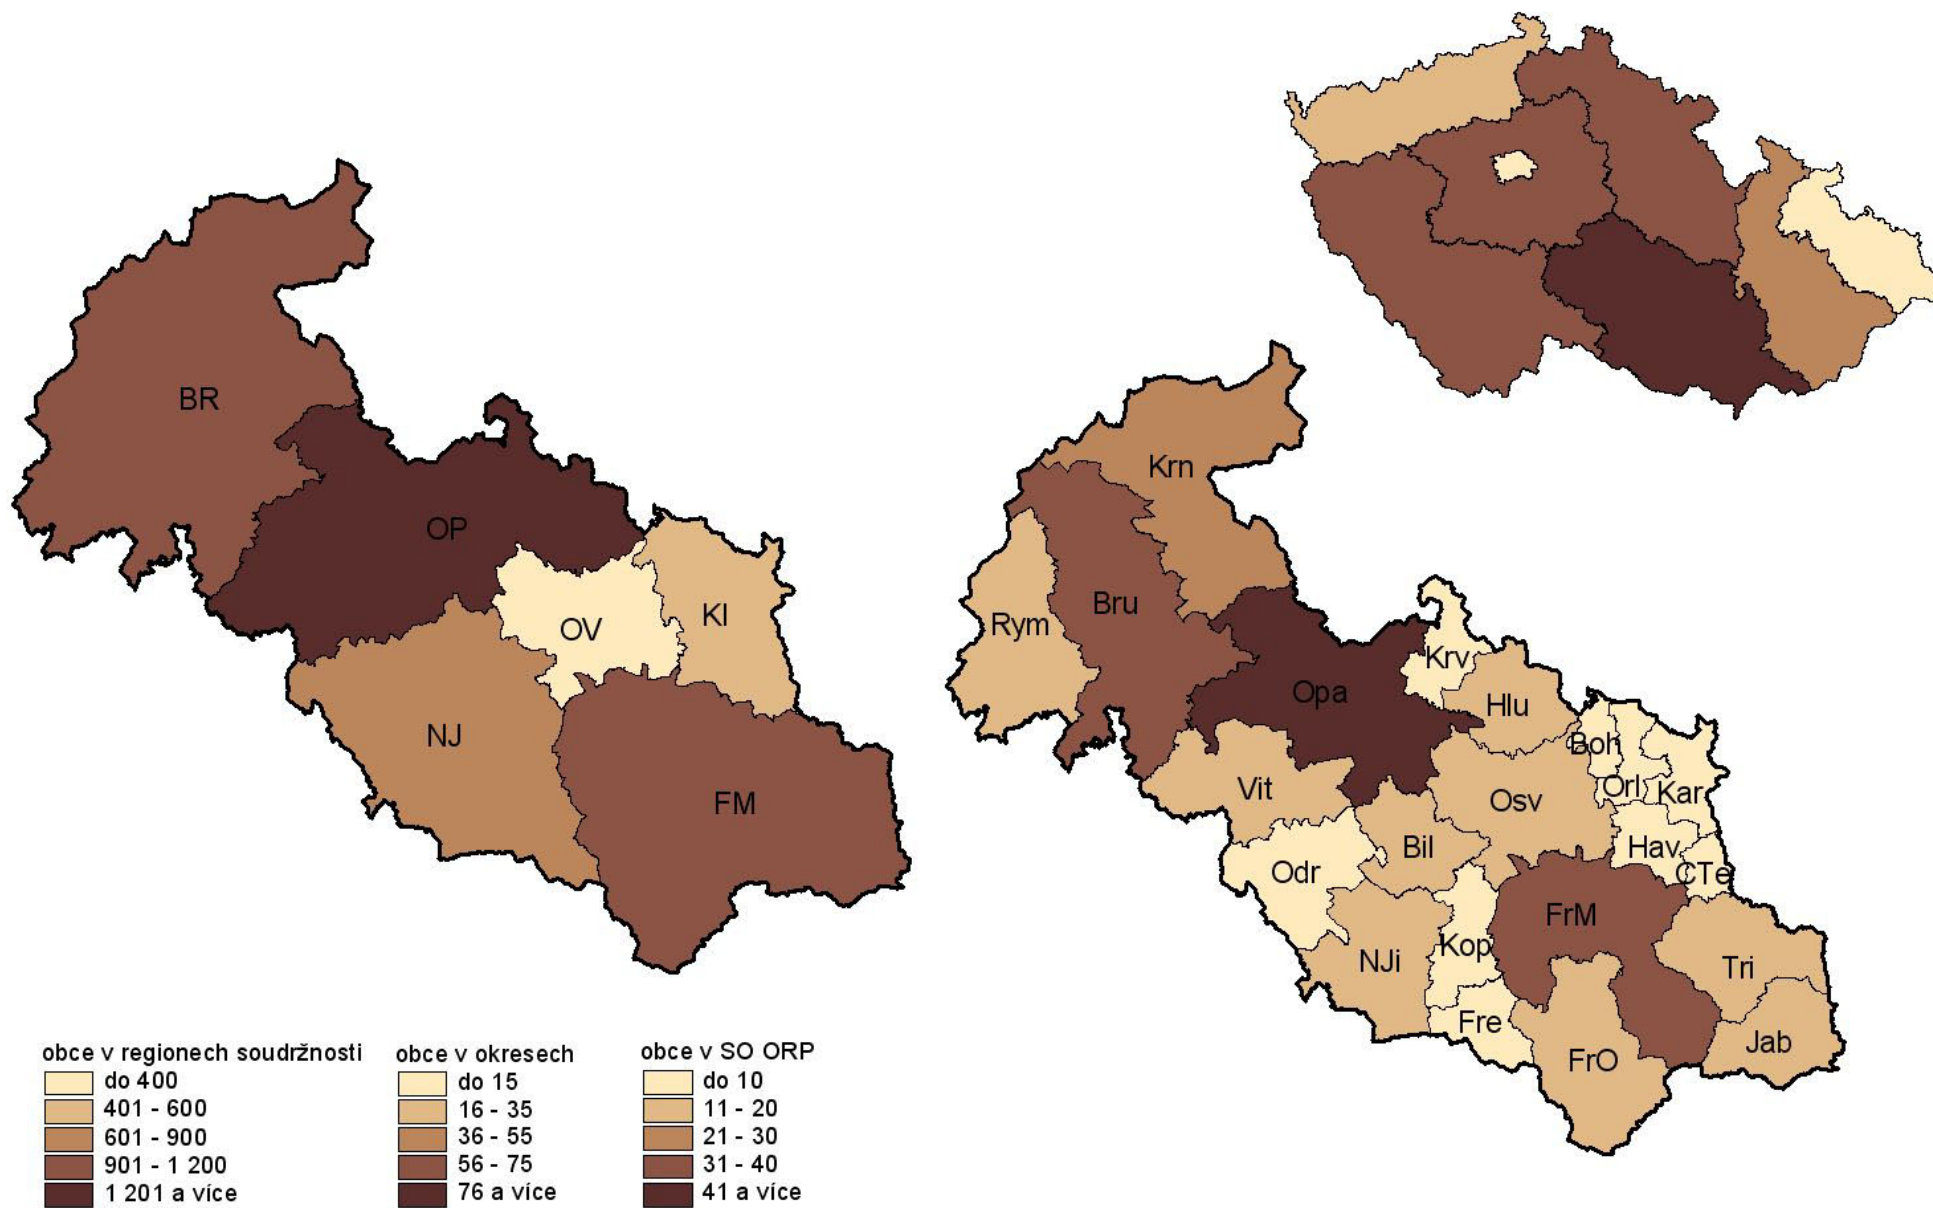 BR
OP
OV
KI
NJ
FM
Krn
Bru
Rym
Krv
Opa
Hlu
Boh
Orl
Kar
Vit
Osv
Hav
Bil
Odr
CTe
FrM
Kop
NJi
Tri
Fre
FrO
Jab
obce v regionech soudržnosti
do 400
401 - 600
601 - 900
901 - 1 200
1 201 a více
obce v okresech
do 15
16 - 35
36 - 55
56 - 75
76 a více
obce v SO ORP
do 10
11 - 20
21 - 30
31 - 40
41 a více